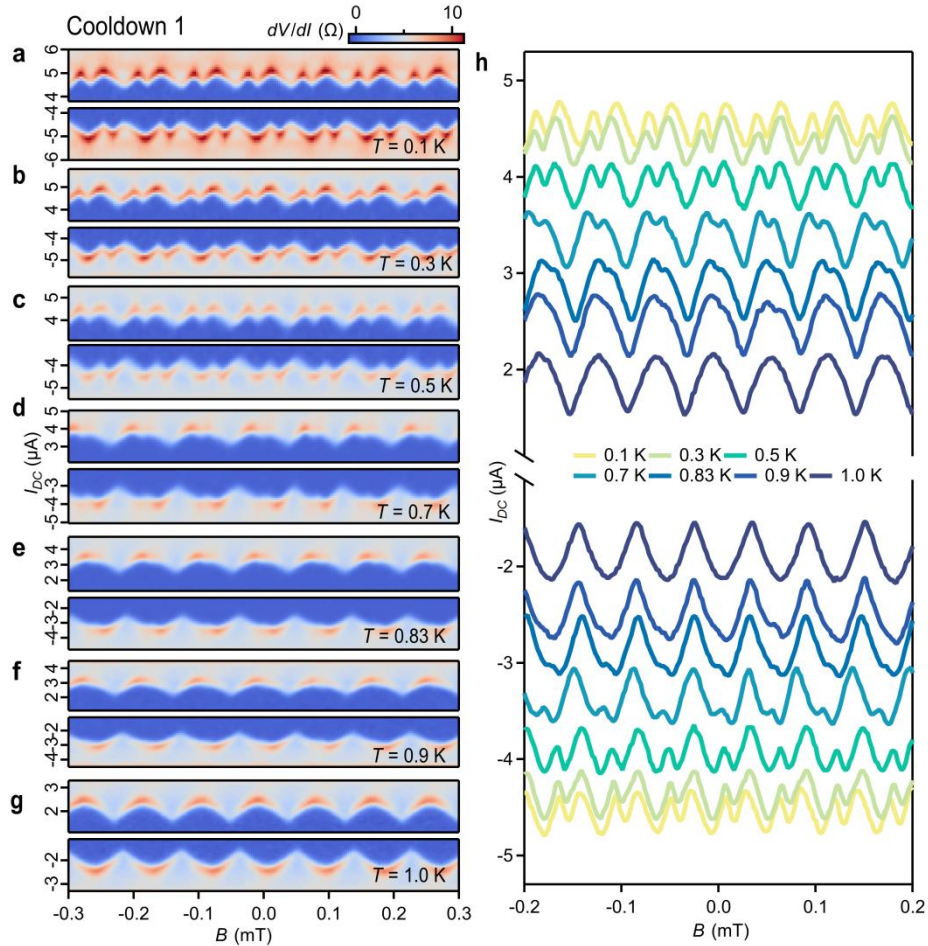 Cooldown 1
dV/dI (Ω)
0 10
a
6
5
4
-4
-5
-6
T = 0.1 K
b
5
4
-4
-5
T = 0.3 K
c
5
4
-4
-5
T = 0.5 K
d
5
4
3
-3
-4
-5
T = 0.7 K
I_DC (µA)
e
4
3
2
-2
-3
-4
T = 0.83 K
f
4
3
2
-2
-3
-4
T = 0.9 K
g
3
2
-2
-3
T = 1.0 K
-0.3 -0.2 -0.1 0.0 0.1 0.2 0.3
B (mT)
h
5
4
3
2
0.1 K 0.3 K 0.5 K
0.7 K 0.83 K 0.9 K 1.0 K
I_DC (µA)
-2
-3
-4
-5
-0.2 -0.1 0.0 0.1 0.2
B (mT)